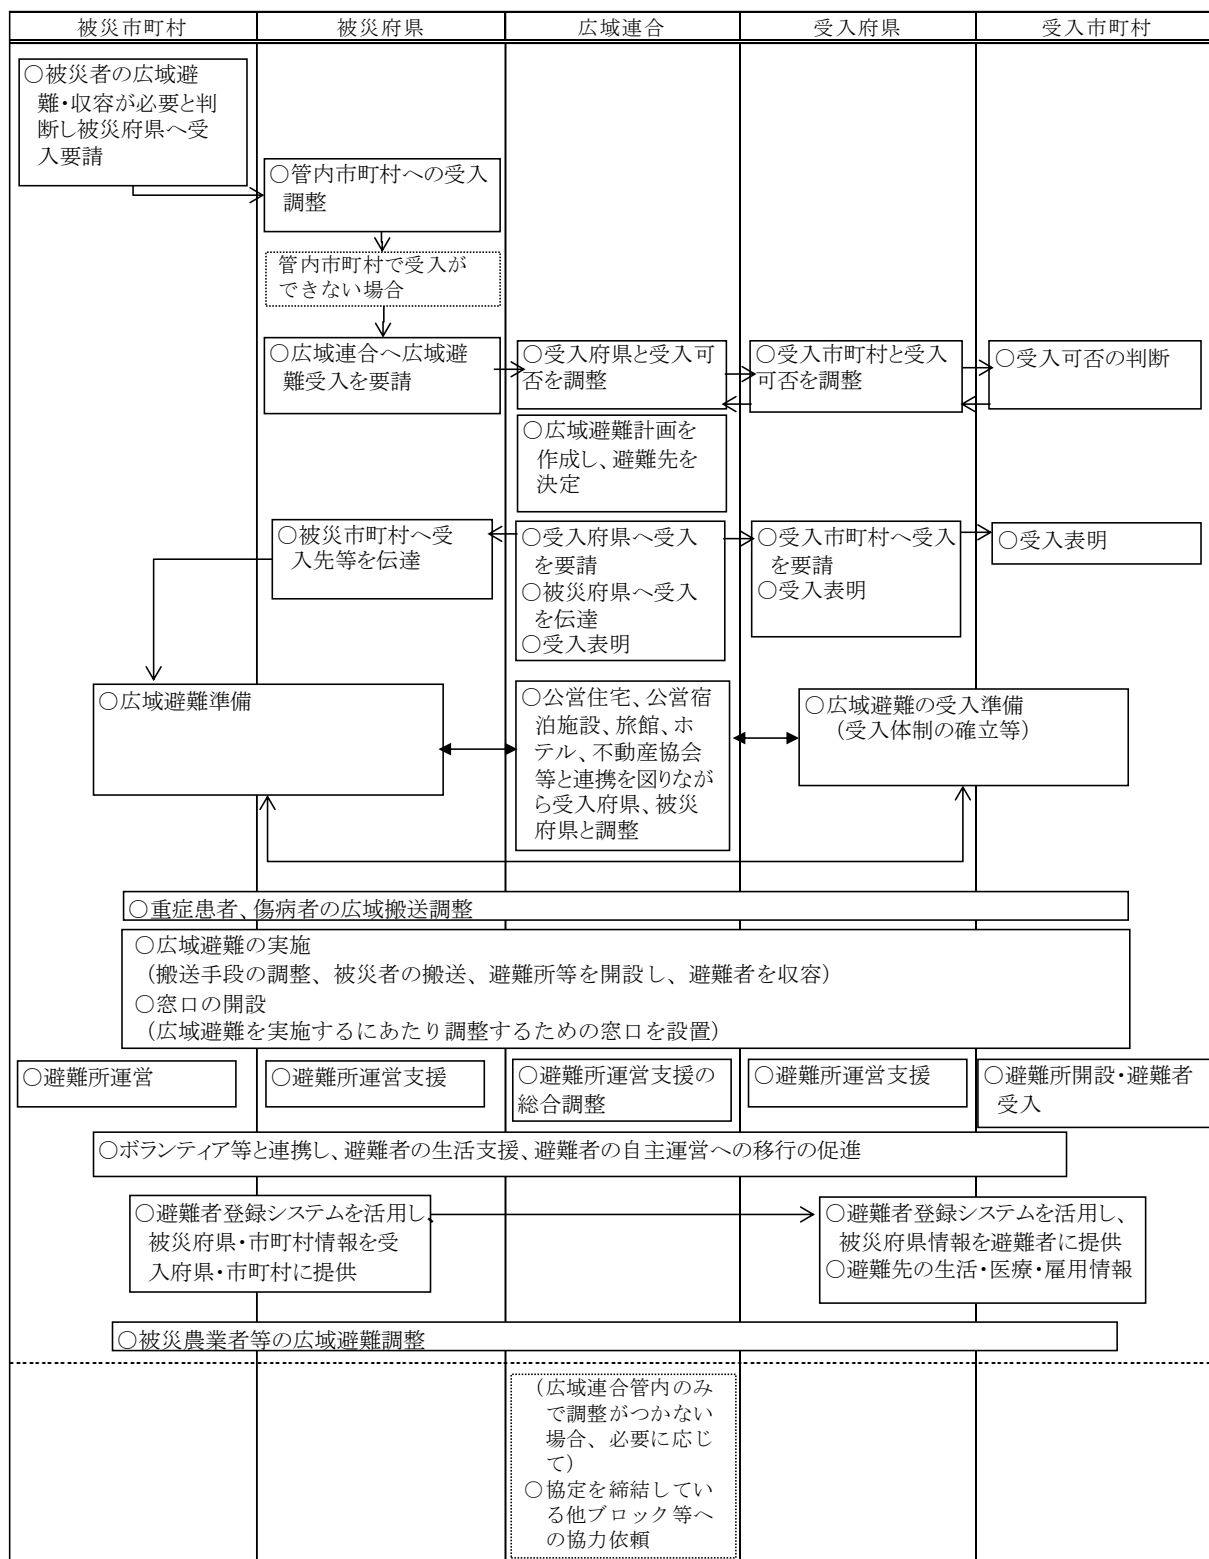 被災市町村 被災府県 広域連合 受入府県 受入市町村
○被災者の広域避
難・収容が必要と判
断し被災府県へ受
入要請
○管内市町村への受入
調整
管内市町村で受入が
できない場合
○広域連合へ広域避
難受入を要請
○受入府県と受入可
否を調整
○受入市町村と受入
可否を調整
○受入可否の判断
○広域避難計画を
作成し、避難先を
決定
○被災市町村へ受
入先等を伝達
○受入府県へ受入
を要請
○被災府県へ受入
を伝達
○受入表明
○受入市町村へ受入
を要請
○受入表明
○受入表明
○広域避難準備
○公営住宅、公営宿
泊施設、旅館、ホ
テル、不動産協会
等と連携を図りなが
ら受入府県、被災
府県と調整
○広域避難の受入準備
（受入体制の確立等）
○重症患者、傷病者の広域搬送調整
○広域避難の実施
（搬送手段の調整、被災者の搬送、避難所等を開設し、避難者を収容）
○窓口の開設
（広域避難を実施するにあたり調整するための窓口を設置）
○避難所運営
○避難所運営支援
○避難所運営支援の
総合調整
○避難所運営支援
○避難所開設・避難者
受入
○ボランティア等と連携し、避難者の生活支援、避難者の自主運営への移行の促進
○避難者登録システムを活用し、
被災府県・市町村情報を受
入府県・市町村に提供
○避難者登録システムを活用し、
被災府県情報を避難者に提供
○避難先の生活・医療・雇用情報
○被災農業者等の広域避難調整
（広域連合管内のみ
で調整がつかない
場合、必要に応じ
て）
○協定を締結してい
る他ブロック等へ
の協力依頼